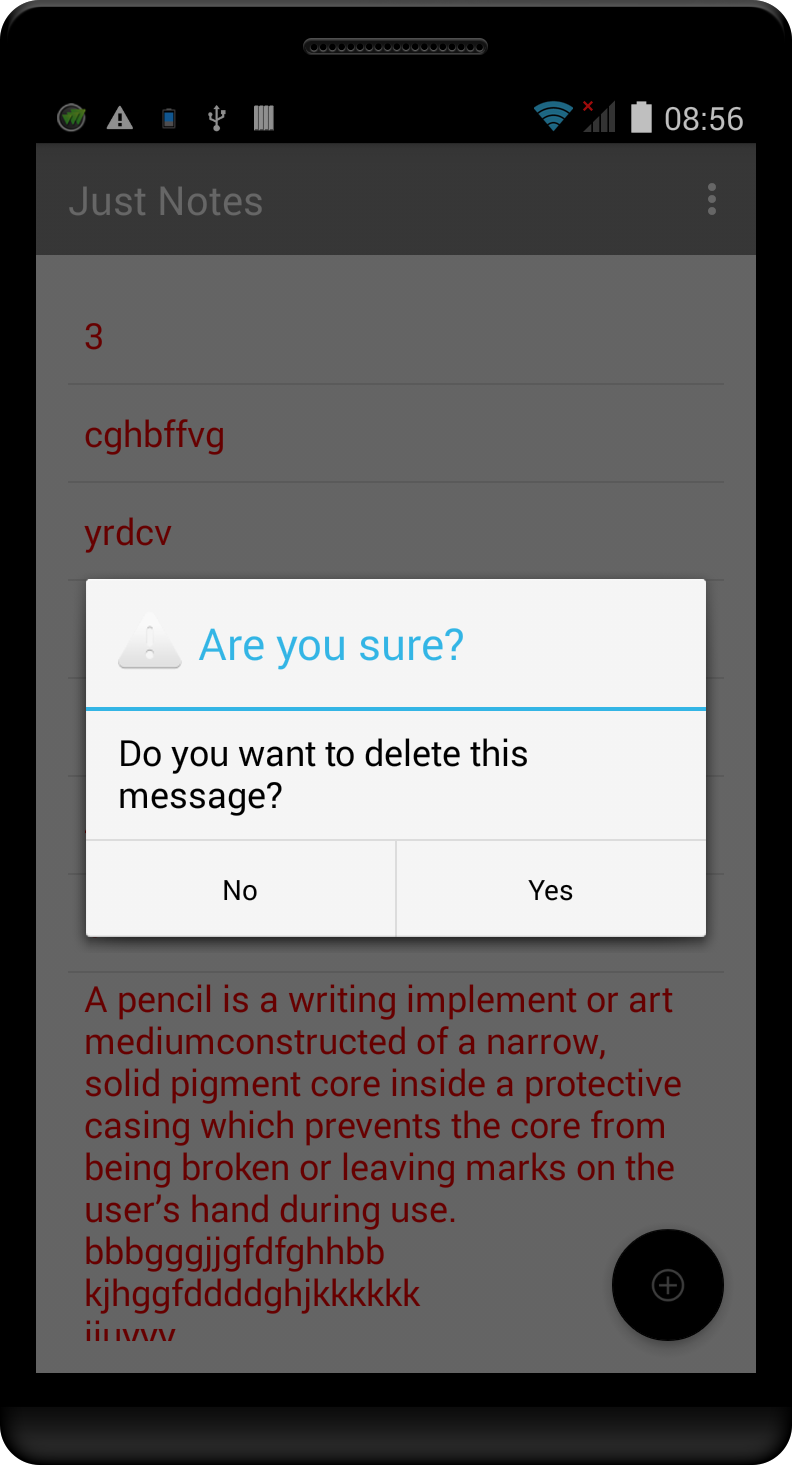 08:56
Just Notes
3
cghbffvg
yrdcv
Are you sure?
Do you want to delete this
message?
No
Yes
A pencil is a writing implement or art
mediumconstructed of a narrow,
solid pigment core inside a protective
casing which prevents the core from
being broken or leaving marks on the
user's hand during use.
bbbgggjjgfdfghhbb
kjhggfddddghjkkkkkk